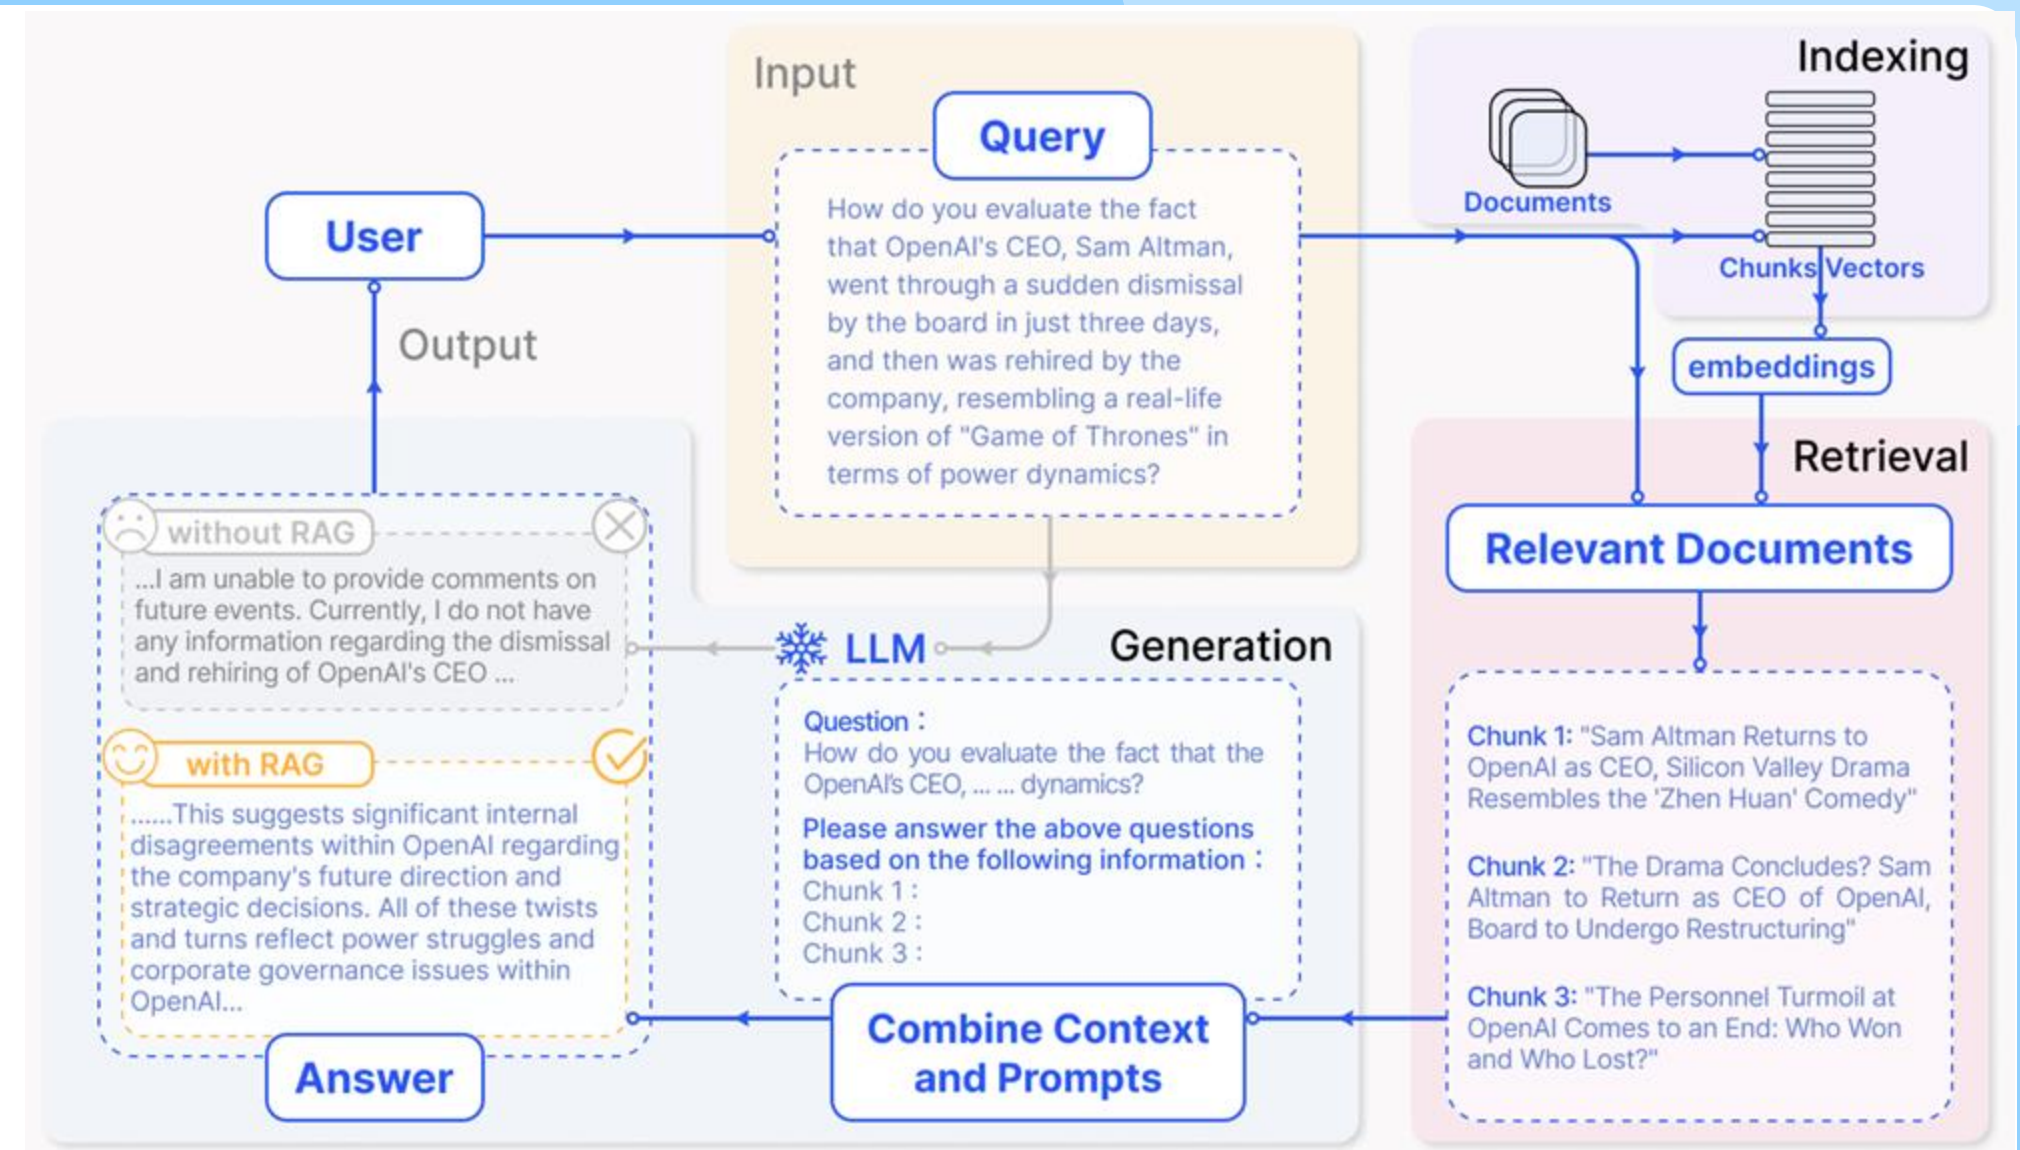 Input
Query
How do you evaluate the fact
that OpenAI's CEO, Sam Altman,
went through a sudden dismissal
by the board in just three days,
and then was rehired by the
company, resembling a real-life
version of "Game of Thrones" in
terms of power dynamics?
Indexing
Documents
Chunks Vectors
embeddings
User
Output
Retrieval
Relevant Documents
Chunk 1: "Sam Altman Returns to
OpenAI as CEO, Silicon Valley Drama
Resembles the 'Zhen Huan' Comedy"
Chunk 2: "The Drama Concludes? Sam
Altman to Return as CEO of OpenAI,
Board to Undergo Restructuring"
Chunk 3: "The Personnel Turmoil at
OpenAI Comes to an End: Who Won
and Who Lost?"
Generation
LLM
Question :
How do you evaluate the fact that the
OpenAI's CEO, ... ... dynamics?
Please answer the above questions
based on the following information :
Chunk 1 :
Chunk 2 :
Chunk 3 :
Combine Context
and Prompts
without RAG
...I am unable to provide comments on
future events. Currently, I do not have
any information regarding the dismissal
and rehiring of OpenAI's CEO ...
with RAG
......This suggests significant internal
disagreements within OpenAI regarding
the company's future direction and
strategic decisions. All of these twists
and turns reflect power struggles and
corporate governance issues within
OpenAI...
Answer